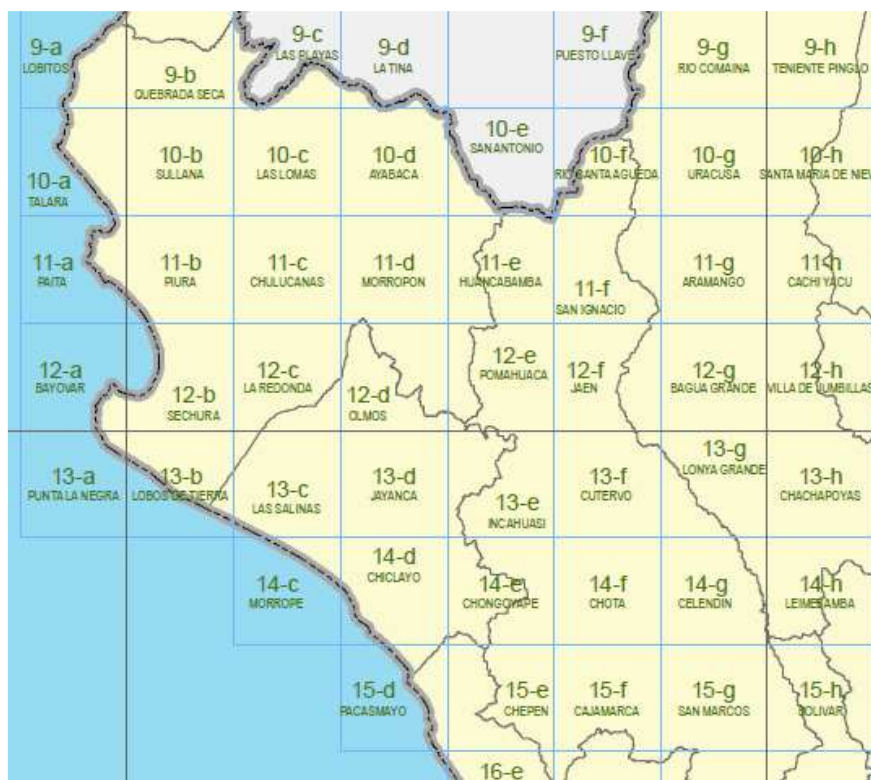 9-a
LOBITOS
9-b
QUEBRADA SECA
9-c
LAS PLAYAS
9-d
LA TINA
9-f
PUESTO LLAVE
9-g
RIO COMAINA
9-h
TENIENTE PINGLO
10-a
TALARA
10-b
SULLANA
10-c
LAS LOMAS
10-d
AYABACA
10-e
SAN ANTONIO
10-f
RIO SANTA AGUEDA
10-g
URACUSA
10-h
SANTA MARIA DE NIEV
11-a
PAITA
11-b
PIURA
11-c
CHULUCANAS
11-d
MORROPON
11-e
HUANCABAMBA
11-f
SAN IGNACIO
11-g
ARAMANGO
11-h
CACHI YACU
12-a
BAYOVAR
12-b
SECHURA
12-c
LA REDONDA
12-d
OLMOS
12-e
POMAHUACA
12-f
JAEN
12-g
BAGUA GRANDE
12-h
VILLA DE JUMBILLAS
13-a
PUNTA LA NEGRA
13-b
LOBOS DE TIERRA
13-c
LAS SALINAS
13-d
JAYANCA
13-e
INCAHUASI
13-f
CUTERVO
13-g
LONYA GRANDE
13-h
CHACHAPOYAS
14-c
MORROPE
14-d
CHICLAYO
14-e
CHONGOYAPE
14-f
CHOTA
14-g
CELENDIN
14-h
LEIMEBAMBA
15-d
PACASMAYO
15-e
CHEPEN
15-f
CAJAMARCA
15-g
SAN MARCOS
15-h
BOLIVAR
16-e